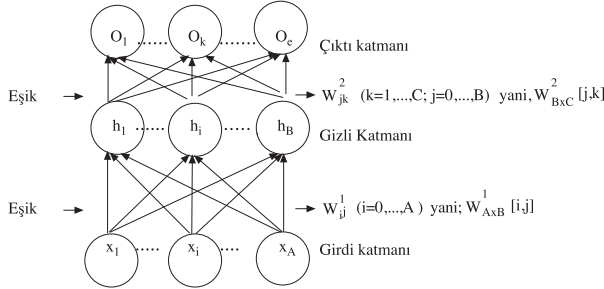 O1 ...... Ok ....... Oe
Çıktı katmanı
Eşik
W²jk (k=1,...,C; j=0,...,B) yani, W²BxC [j,k]
h1 ...... hi ..... hB
Gizli Katmanı
Eşik
W¹ij (i=0,...,A) yani; W¹AxB [i,j]
x1 ..... xi ..... xA
Girdi katmanı